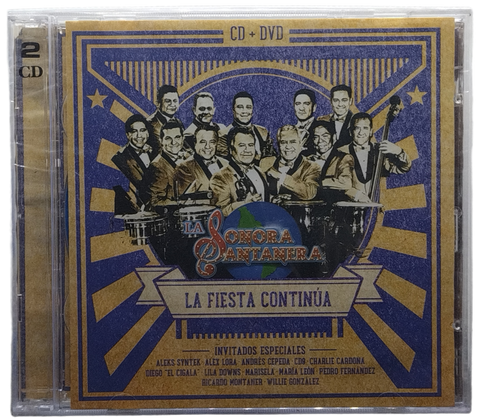 2
CD
CD + DVD
LA
SONORA
SANTANERA
LA FIESTA CONTINÚA
INVITADOS ESPECIALES
ALEKS SYNTEK · ALEX LORA · ANDRÉS CEPEDA · CD9 · CHARLIE CARDONA
DIEGO "EL CIGALA" · LILA DOWNS · MARISELA · MARÍA LEÓN · PEDRO FERNÁNDEZ
RICARDO MONTANER · WILLIE GONZÁLEZ